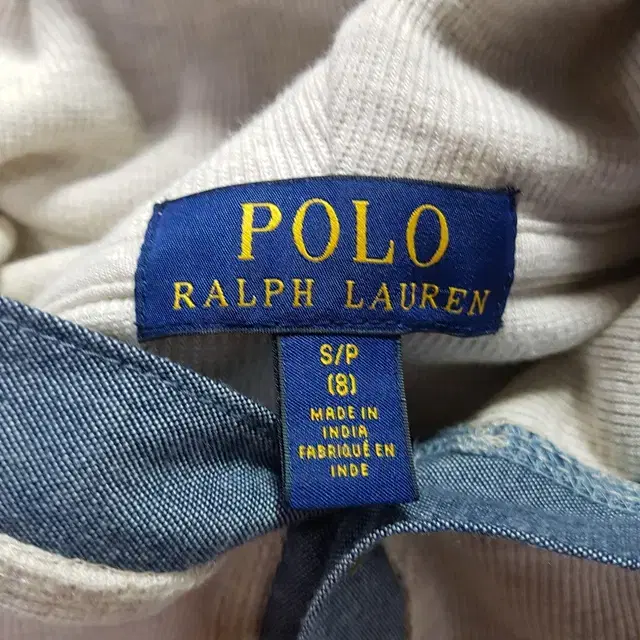 POLO
RALPH LAUREN
S/P
(8)
MADE IN
INDIA
FABRIQUÉ EN
INDE